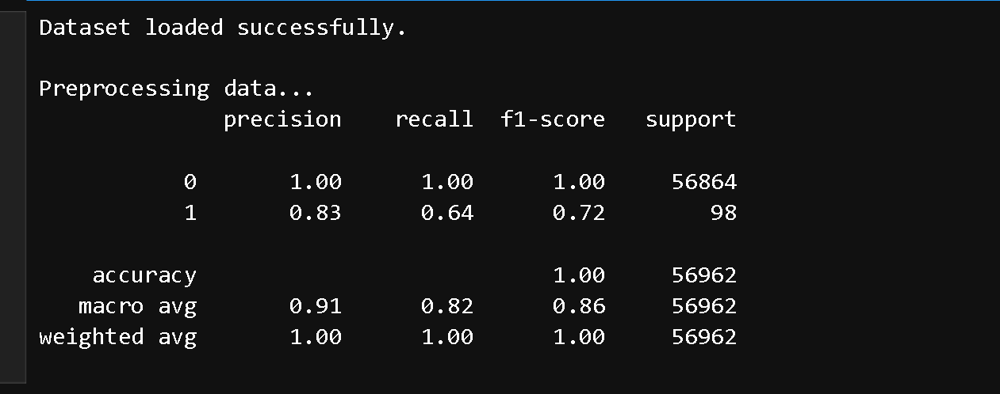 Dataset loaded successfully.
Preprocessing data...
precision recall f1-score support
0 1.00 1.00 1.00 56864
1 0.83 0.64 0.72 98
accuracy 1.00 56962
macro avg 0.91 0.82 0.86 56962
weighted avg 1.00 1.00 1.00 56962